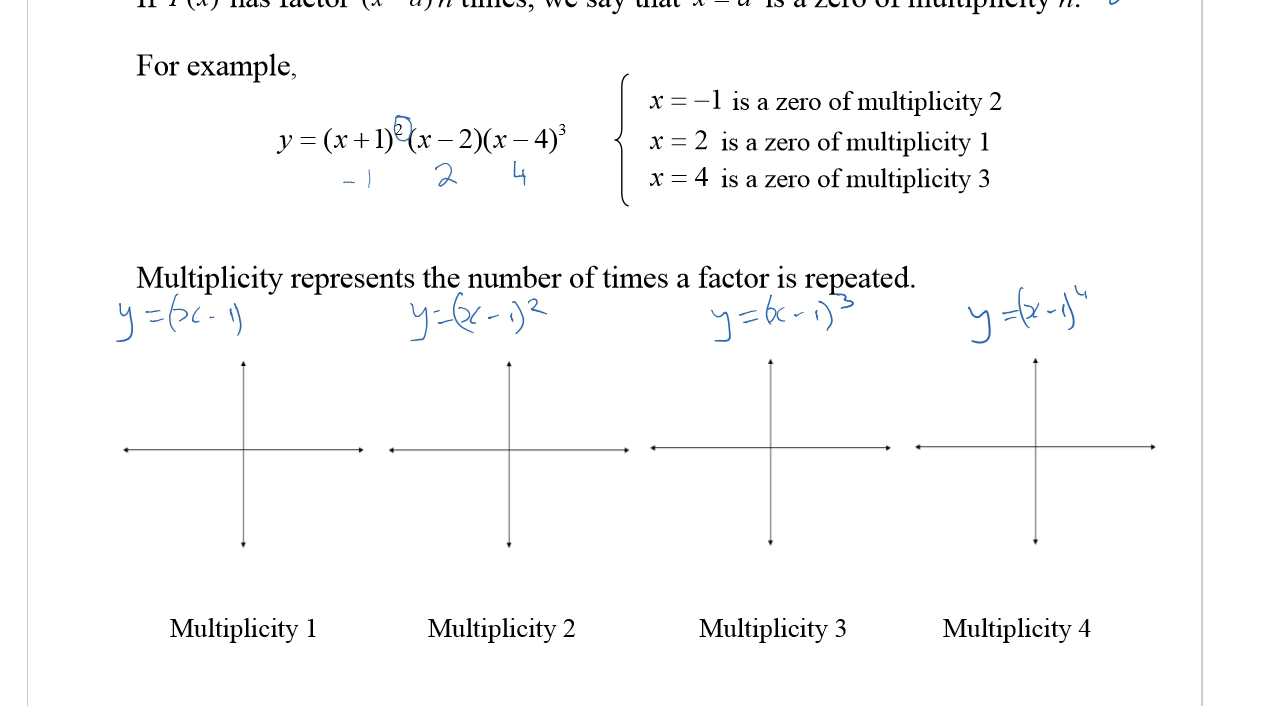 For example,
y = (x + 1)²(x − 2)(x − 4)³
-1 2 4
x = −1 is a zero of multiplicity 2
x = 2 is a zero of multiplicity 1
x = 4 is a zero of multiplicity 3
Multiplicity represents the number of times a factor is repeated.
y = (x - 1) y = (x - 1)² y = (x - 1)³ y = (x - 1)⁴
Multiplicity 1 Multiplicity 2 Multiplicity 3 Multiplicity 4